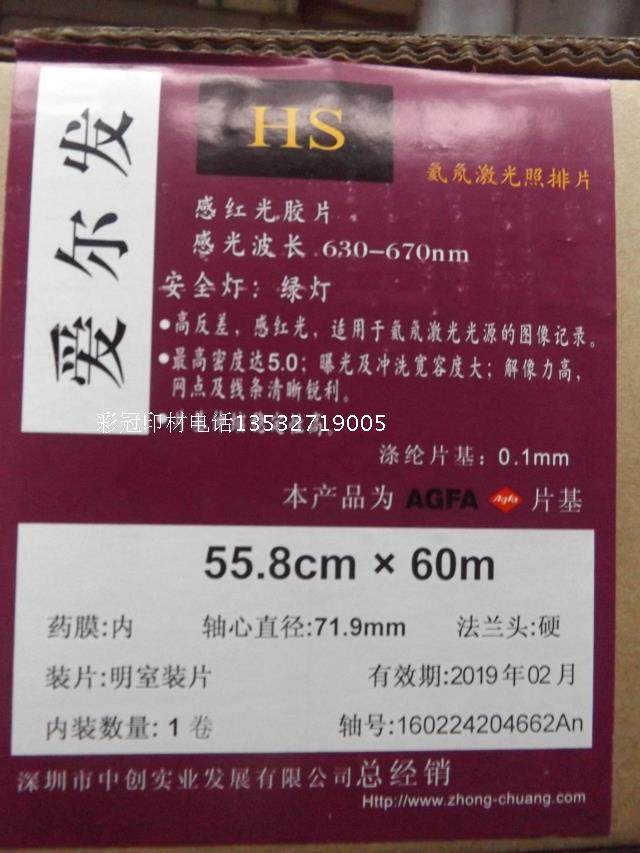 爱尔发
HS
氦氖激光照排片
感红光胶片
感光波长 630-670nm
安全灯：绿灯
●高反差，感红光，适用于氦氖激光光源的图像记录。
●最高密度达5.0；曝光及冲洗宽容度大；解像力高，
网点及线条清晰锐利。
彩冠印材电话13532719005
涤纶片基：0.1mm
本产品为 AGFA Agfa 片基
55.8cm × 60m
药膜:内 轴心直径:71.9mm 法兰头:硬
装片:明室装片 有效期:2019年02月
内装数量: 1 卷 轴号:160224204662An
深圳市中创实业发展有限公司总经销
Http://www.zhong-chuang.com